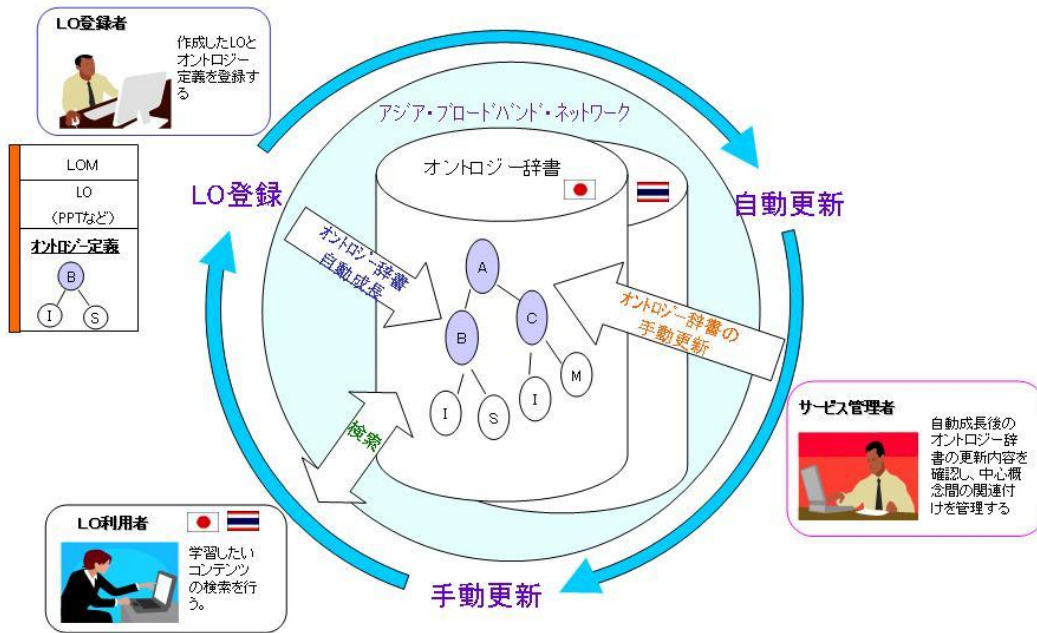 LO登録者
作成したLOと
オントロジー
定義を登録す
る
アジア・ブロードバンド・ネットワーク
オントロジー辞書
LOM
LO
(PPTなど)
オントロジー定義
B
I
S
LO登録
自動更新
オントロジー辞書
自動成長
A
B
C
I
S
I
M
オントロジー辞書の
手動更新
検索
サービス管理者
自動成長後の
オントロジー辞
書の更新内容を
確認し、中心概
念間の関連付
けを管理する
LO利用者
学習したい
コンテンツ
の検索を行
う。
手動更新